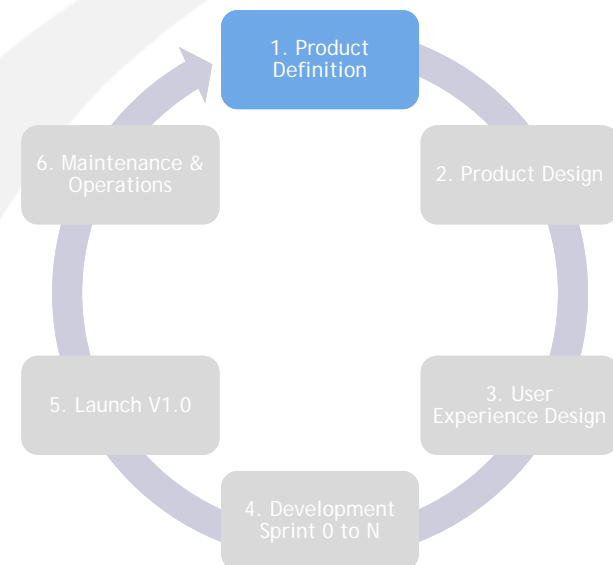 1. Product
Definition
2. Product Design
3. User
Experience Design
4. Development
Sprint 0 to N
5. Launch V1.0
6. Maintenance &
Operations